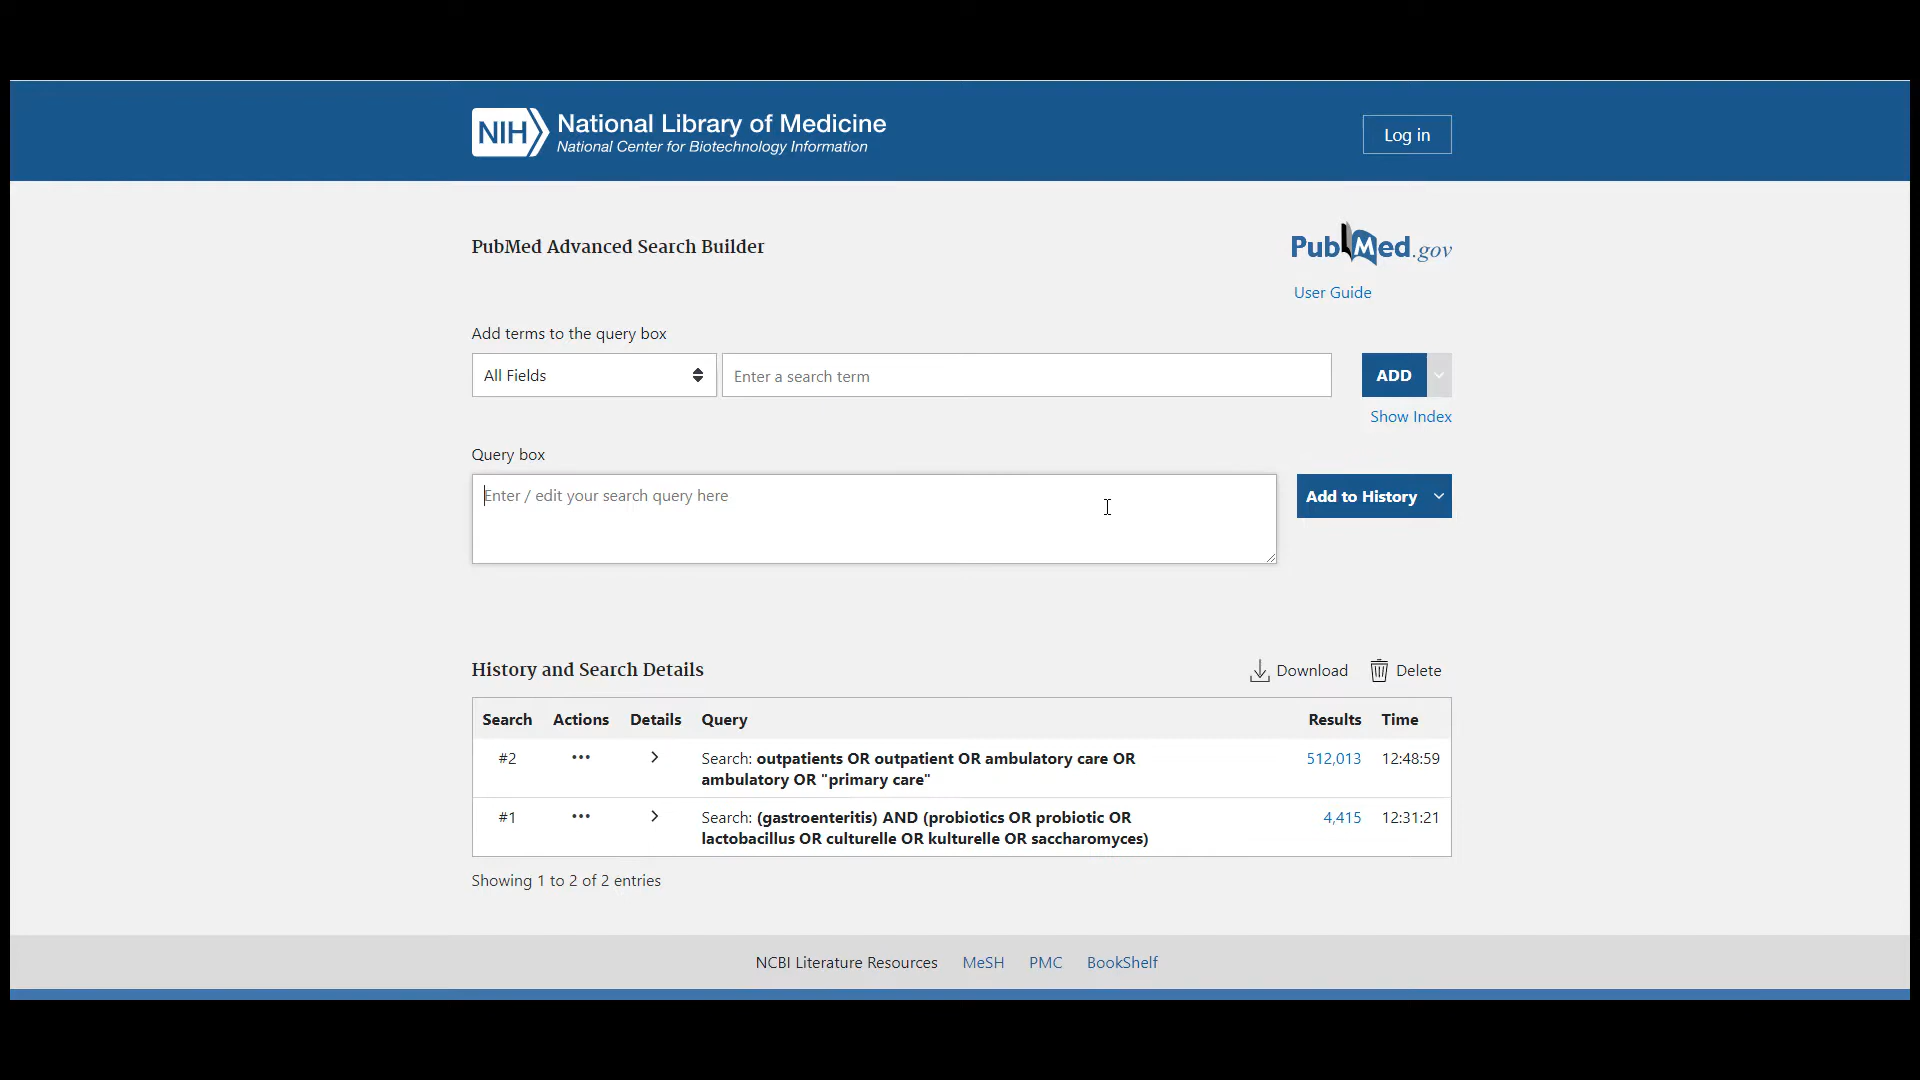 NIH National Library of Medicine
National Center for Biotechnology Information
Log in
PubMed Advanced Search Builder
PubMed.gov
User Guide
Add terms to the query box
All Fields
Enter a search term
ADD
Show Index
Query box
Enter / edit your search query here
Add to History
History and Search Details
Download
Delete
Search Actions Details Query Results Time
#2 ••• Search: outpatients OR outpatient OR ambulatory care OR 512,013 12:48:59
ambulatory OR "primary care"
#1 ••• Search: (gastroenteritis) AND (probiotics OR probiotic OR 4,415 12:31:21
lactobacillus OR culturelle OR kulturelle OR saccharomyces)
Showing 1 to 2 of 2 entries
NCBI Literature Resources MeSH PMC BookShelf